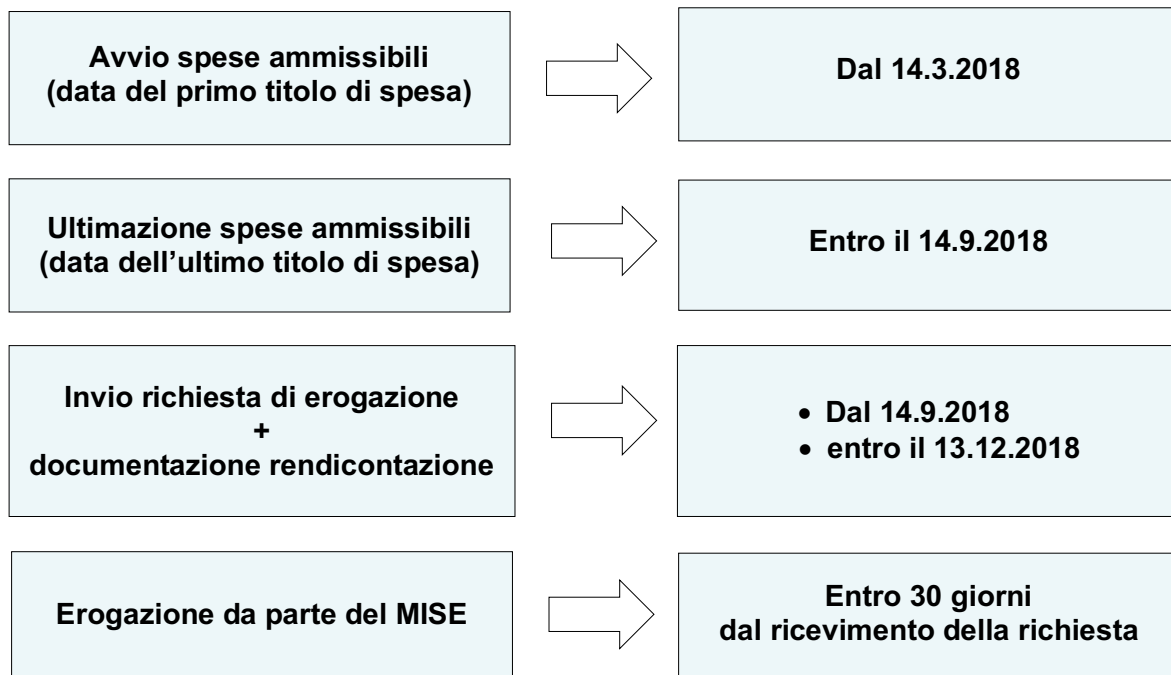 Avvio spese ammissibili
(data del primo titolo di spesa)
Dal 14.3.2018
Ultimazione spese ammissibili
(data dell’ultimo titolo di spesa)
Entro il 14.9.2018
Invio richiesta di erogazione
+
documentazione rendicontazione
• Dal 14.9.2018
• entro il 13.12.2018
Erogazione da parte del MISE
Entro 30 giorni
dal ricevimento della richiesta